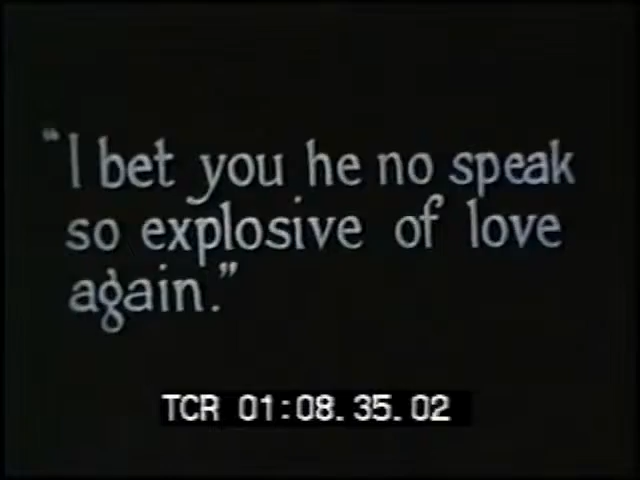 "I bet you he no speak
so explosive of love
again."
TCR 01:08.35.02